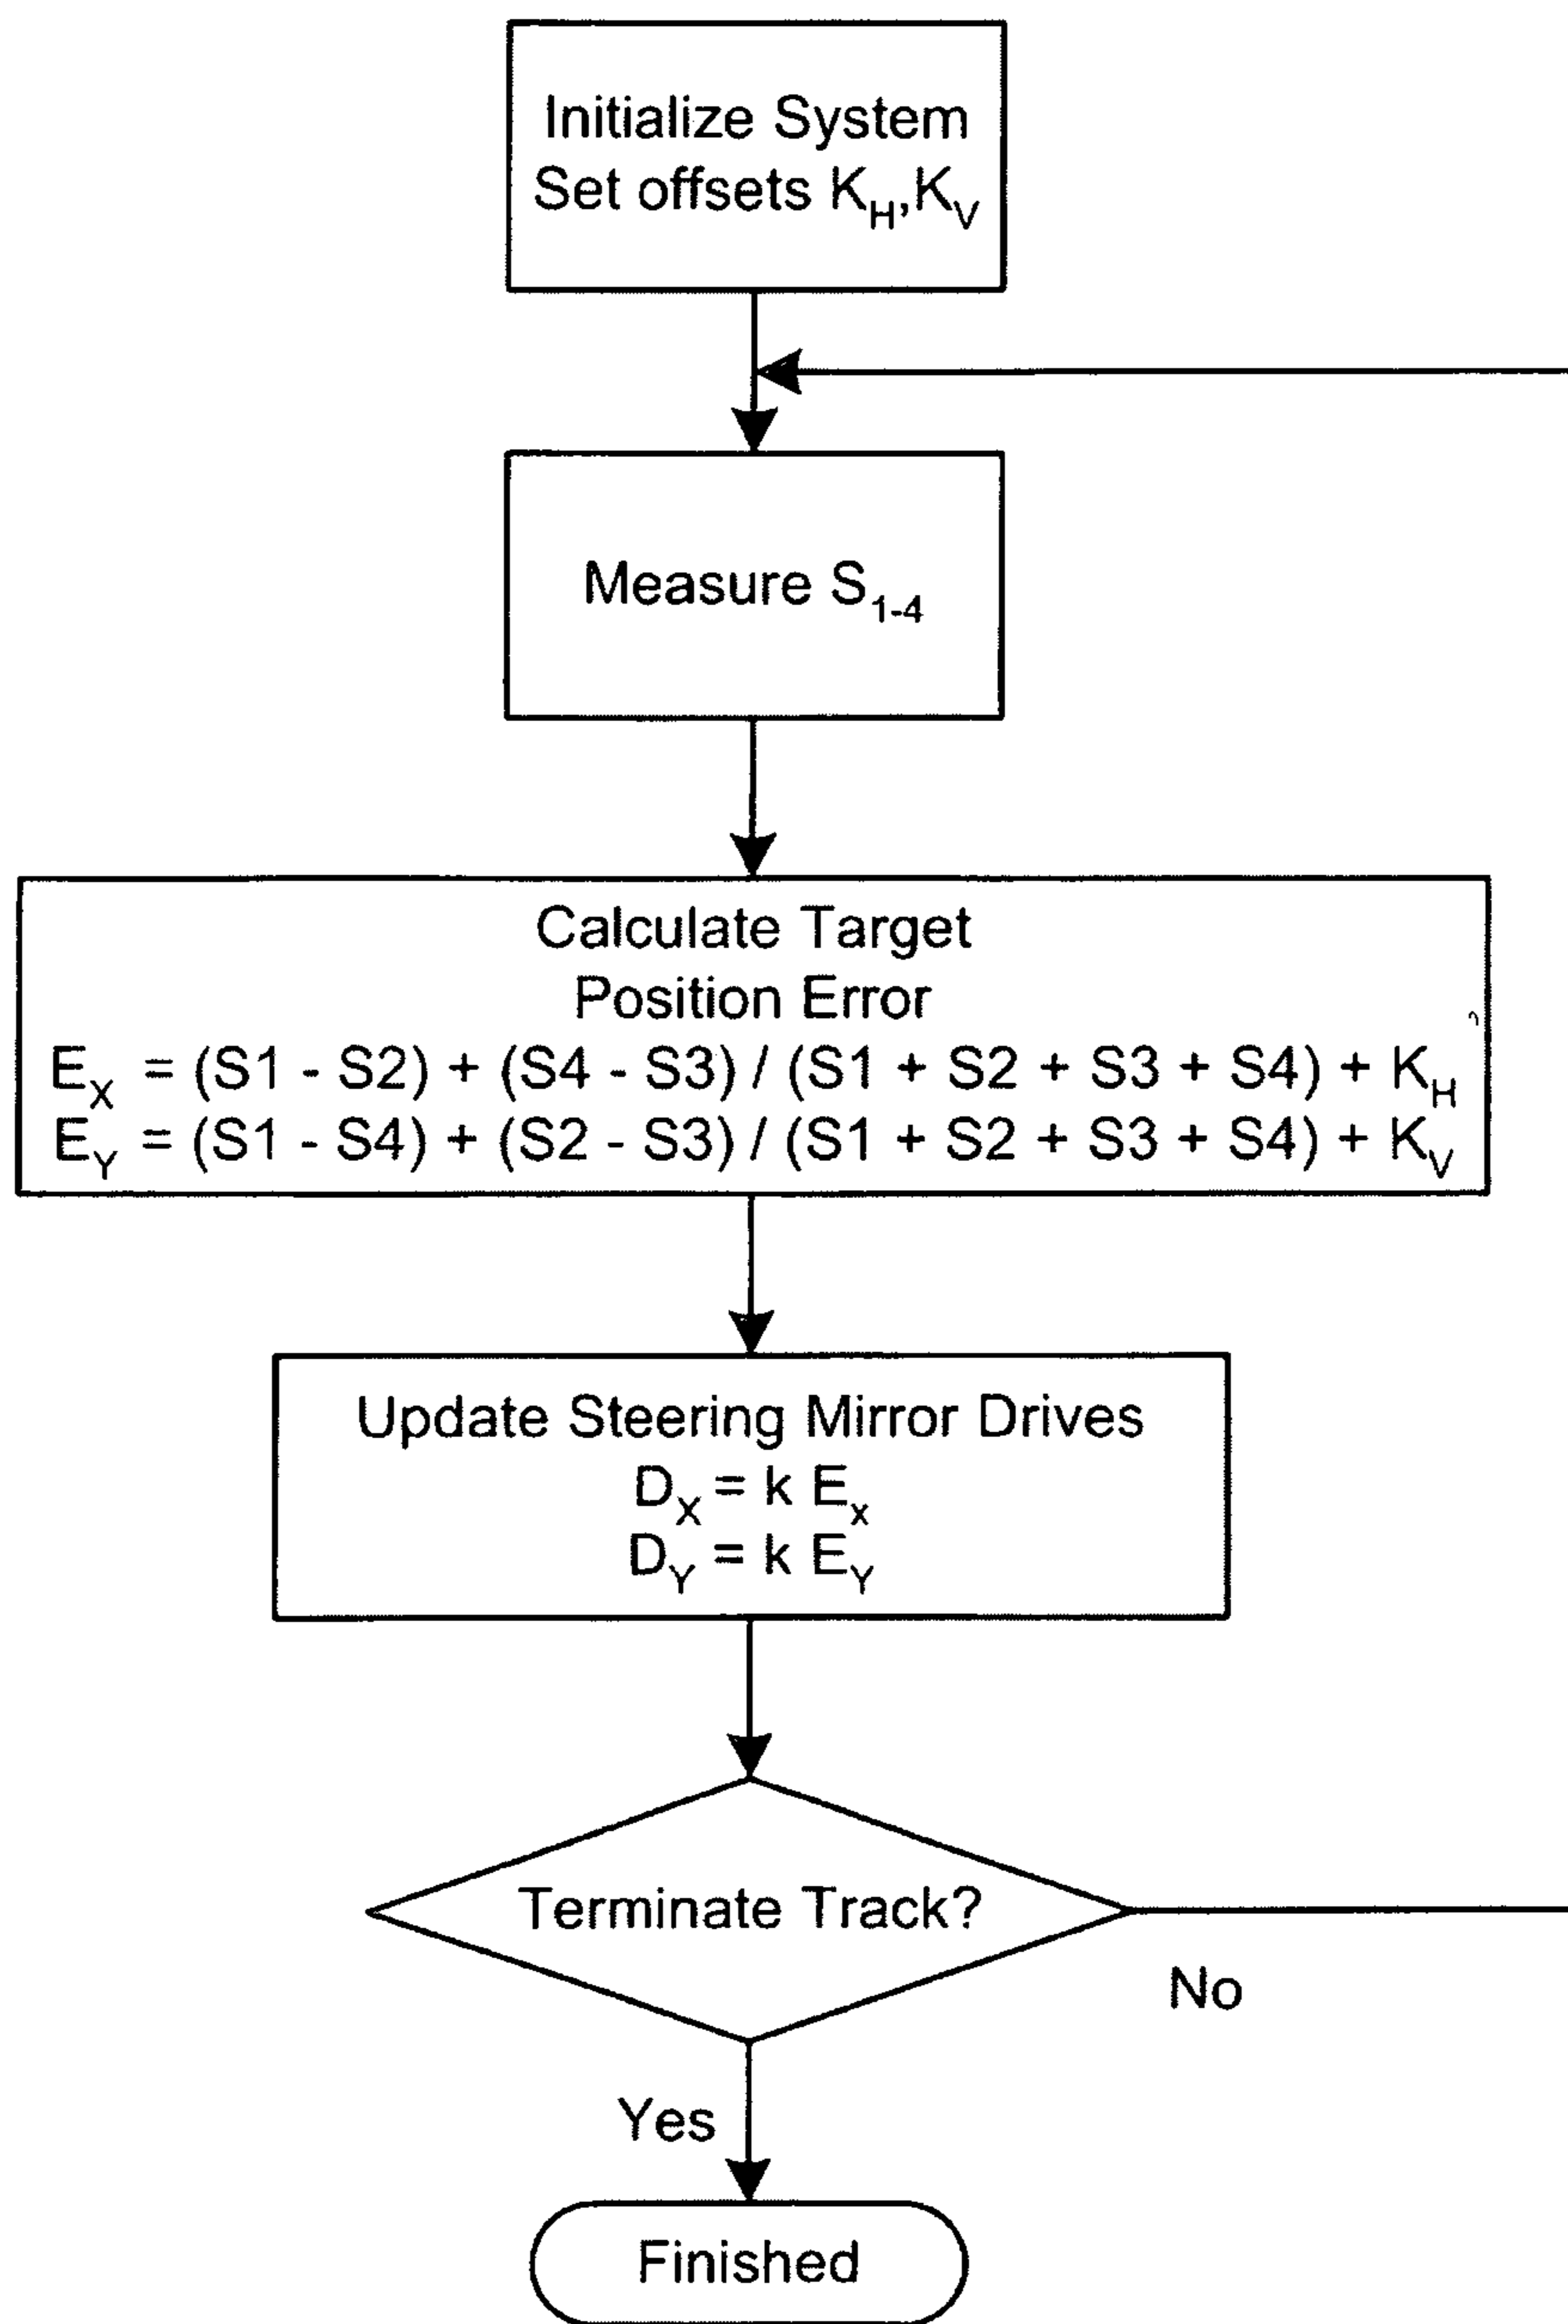 Initialize System
Set offsets K_H, K_V
Measure S_1-4
Calculate Target
Position Error
E_X = (S1 - S2) + (S4 - S3) / (S1 + S2 + S3 + S4) + K_H
E_Y = (S1 - S4) + (S2 - S3) / (S1 + S2 + S3 + S4) + K_V
Update Steering Mirror Drives
D_X = k E_x
D_Y = k E_Y
Terminate Track?
No
Yes
Finished